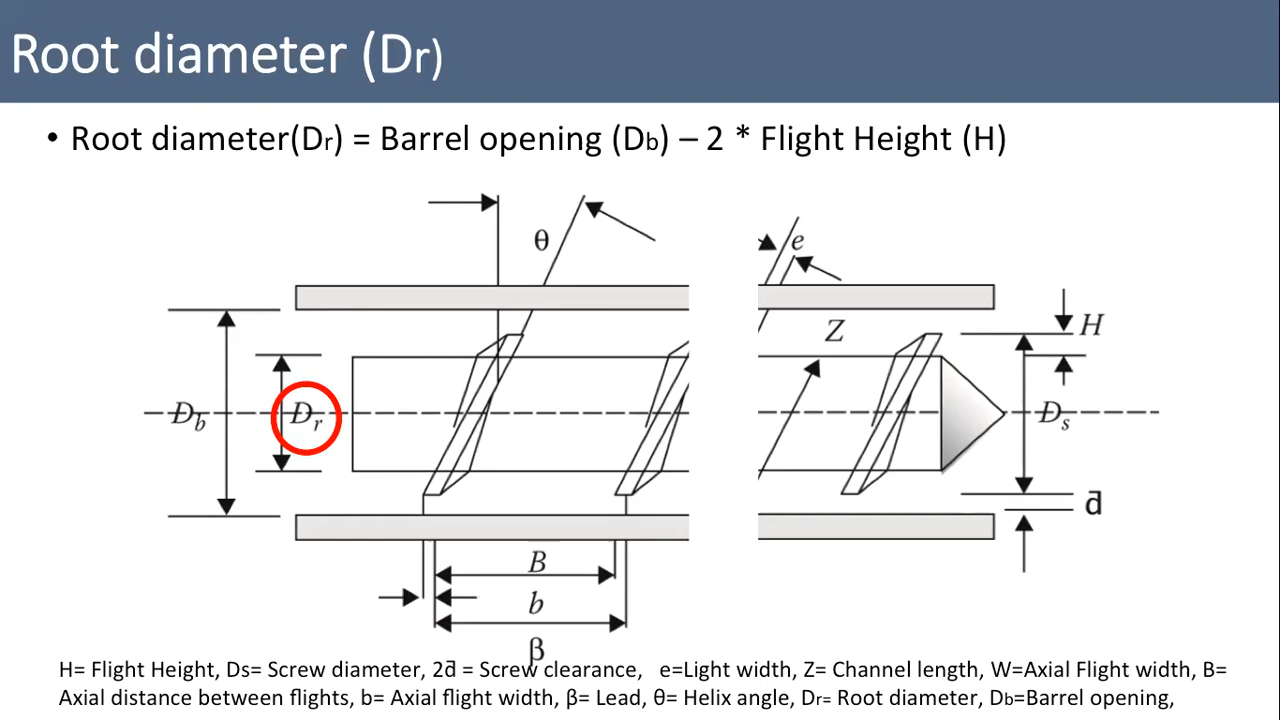 Root diameter (Dr)
• Root diameter(Dr) = Barrel opening (Db) – 2 * Flight Height (H)
θ
e
Z
H
Db
Dr
Ds
đ
B
b
β
H= Flight Height, Ds= Screw diameter, 2đ = Screw clearance, e=Light width, Z= Channel length, W=Axial Flight width, B=
Axial distance between flights, b= Axial flight width, β= Lead, θ= Helix angle, Dr= Root diameter, Db=Barrel opening,